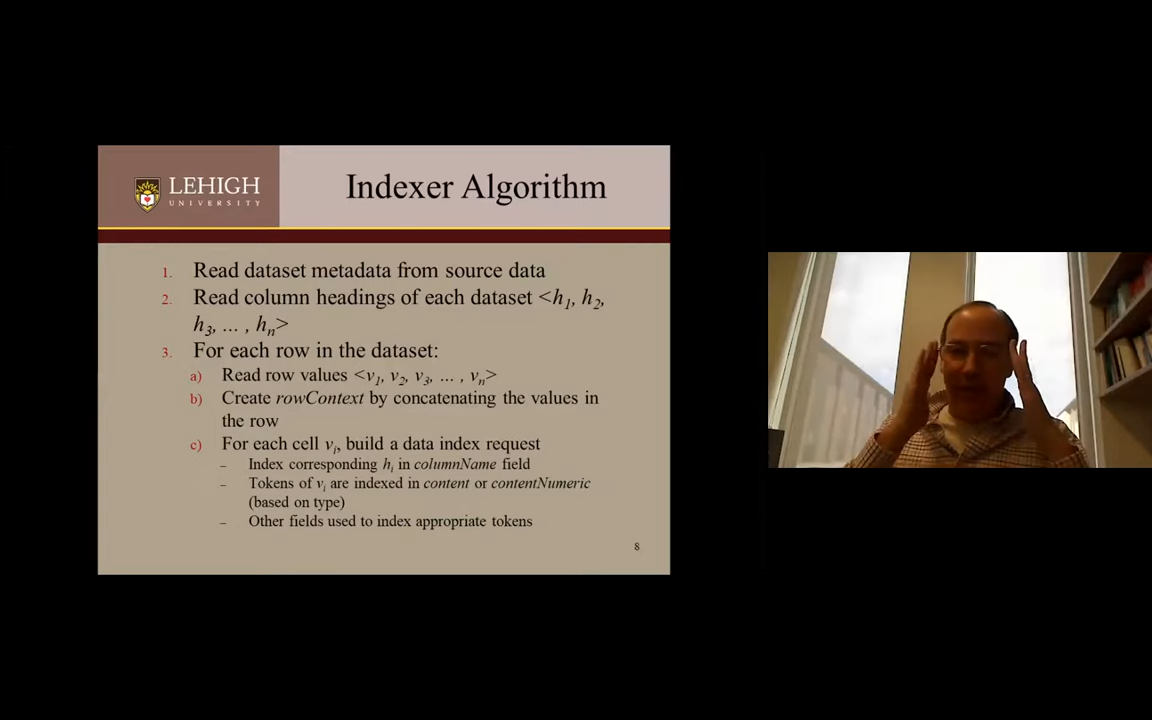 LEHIGH
UNIVERSITY
Indexer Algorithm
1. Read dataset metadata from source data
2. Read column headings of each dataset <h1, h2,
h3, ... , hn>
3. For each row in the dataset:
a) Read row values <v1, v2, v3, ... , vn>
b) Create rowContext by concatenating the values in
the row
c) For each cell vi, build a data index request
– Index corresponding hi in columnName field
– Tokens of vi are indexed in content or contentNumeric
(based on type)
– Other fields used to index appropriate tokens
8